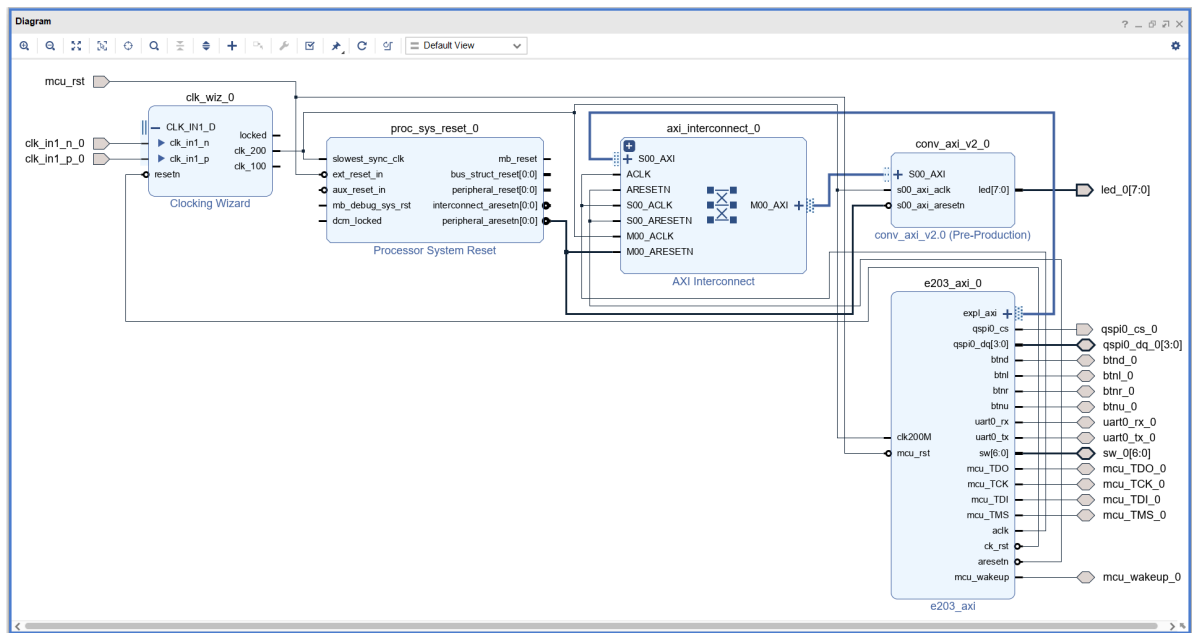 Diagram
Default View
mcu_rst
clk_in1_n_0
clk_in1_p_0
clk_wiz_0
CLK_IN1_D
clk_in1_n
clk_in1_p
resetn
locked
clk_200
clk_100
Clocking Wizard
proc_sys_reset_0
slowest_sync_clk
ext_reset_in
aux_reset_in
mb_debug_sys_rst
dcm_locked
mb_reset
bus_struct_reset[0:0]
peripheral_reset[0:0]
interconnect_aresetn[0:0]
peripheral_aresetn[0:0]
Processor System Reset
axi_interconnect_0
S00_AXI
ACLK
ARESETN
S00_ACLK
S00_ARESETN
M00_ACLK
M00_ARESETN
M00_AXI
AXI Interconnect
conv_axi_v2_0
S00_AXI
s00_axi_aclk
s00_axi_aresetn
led[7:0]
conv_axi_v2.0 (Pre-Production)
led_0[7:0]
e203_axi_0
clk200M
mcu_rst
expl_axi
qspi0_cs
qspi0_dq[3:0]
btnd
btnl
btnr
btnu
uart0_rx
uart0_tx
sw[6:0]
mcu_TDO
mcu_TCK
mcu_TDI
mcu_TMS
aclk
ck_rst
aresetn
mcu_wakeup
e203_axi
qspi0_cs_0
qspi0_dq_0[3:0]
btnd_0
btnl_0
btnr_0
btnu_0
uart0_rx_0
uart0_tx_0
sw_0[6:0]
mcu_TDO_0
mcu_TCK_0
mcu_TDI_0
mcu_TMS_0
mcu_wakeup_0